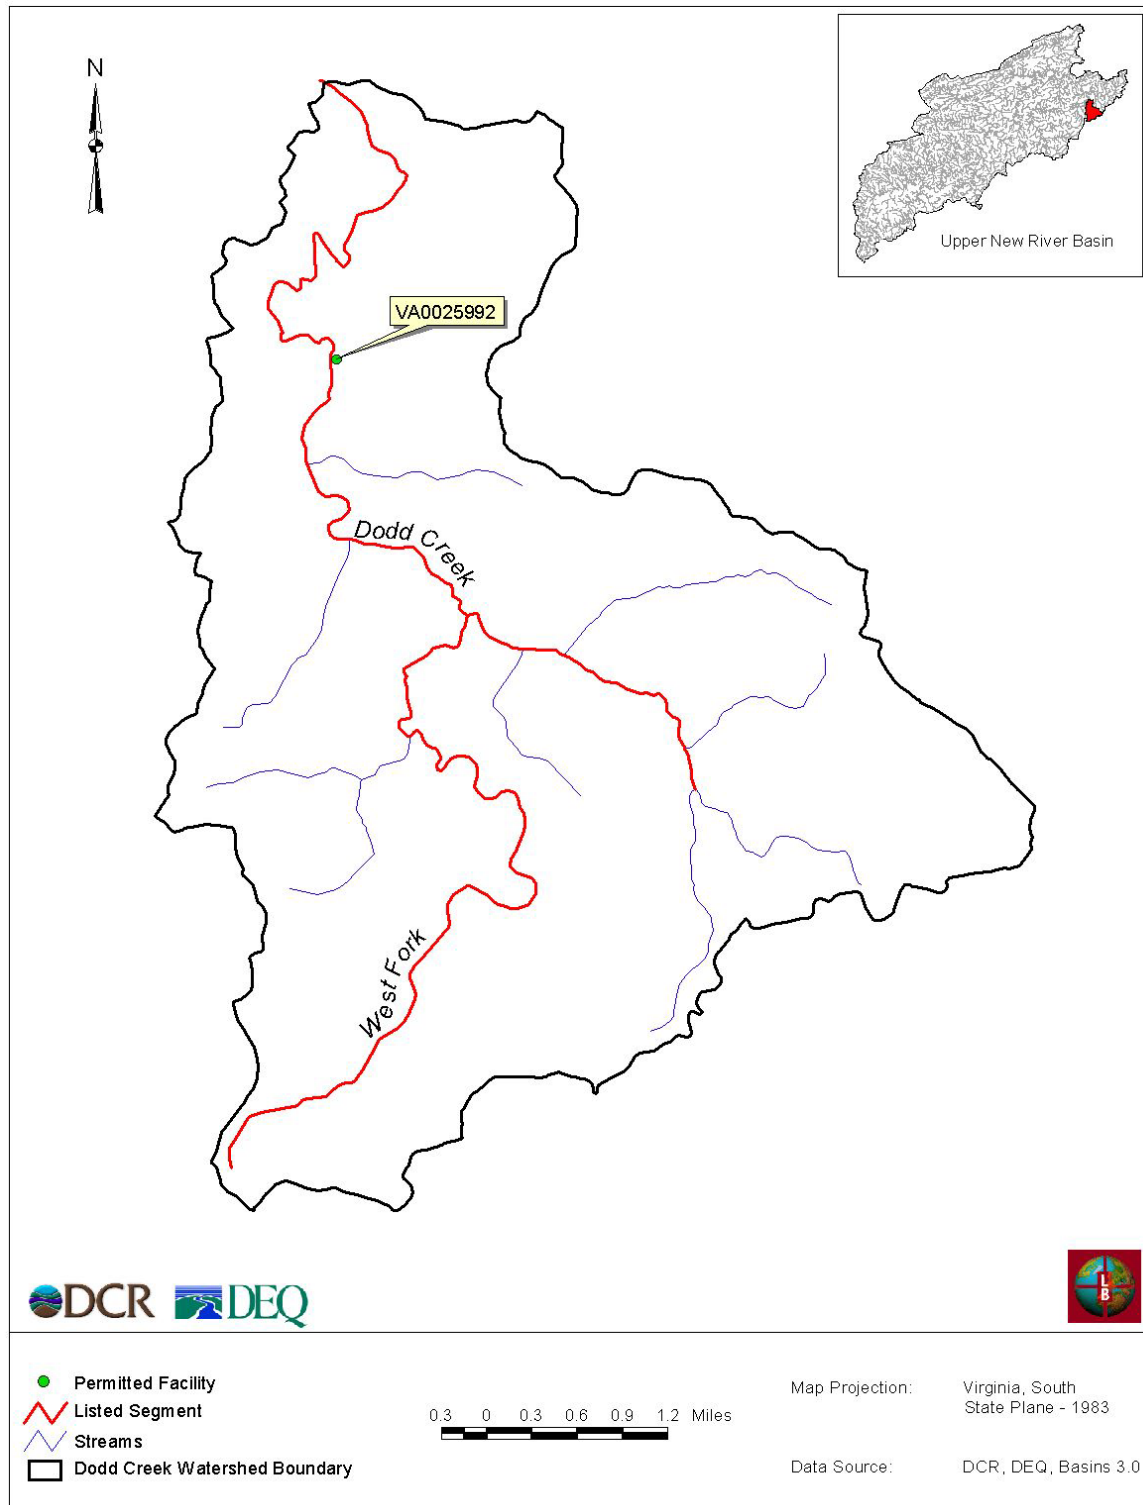 N
Upper New River Basin
VA0025992
Dodd Creek
West Fork
DCR
DEQ
L
B
Permitted Facility
Listed Segment
Streams
Dodd Creek Watershed Boundary
0.3 0 0.3 0.6 0.9 1.2 Miles
Map Projection: Virginia, South
State Plane - 1983
Data Source: DCR, DEQ, Basins 3.0